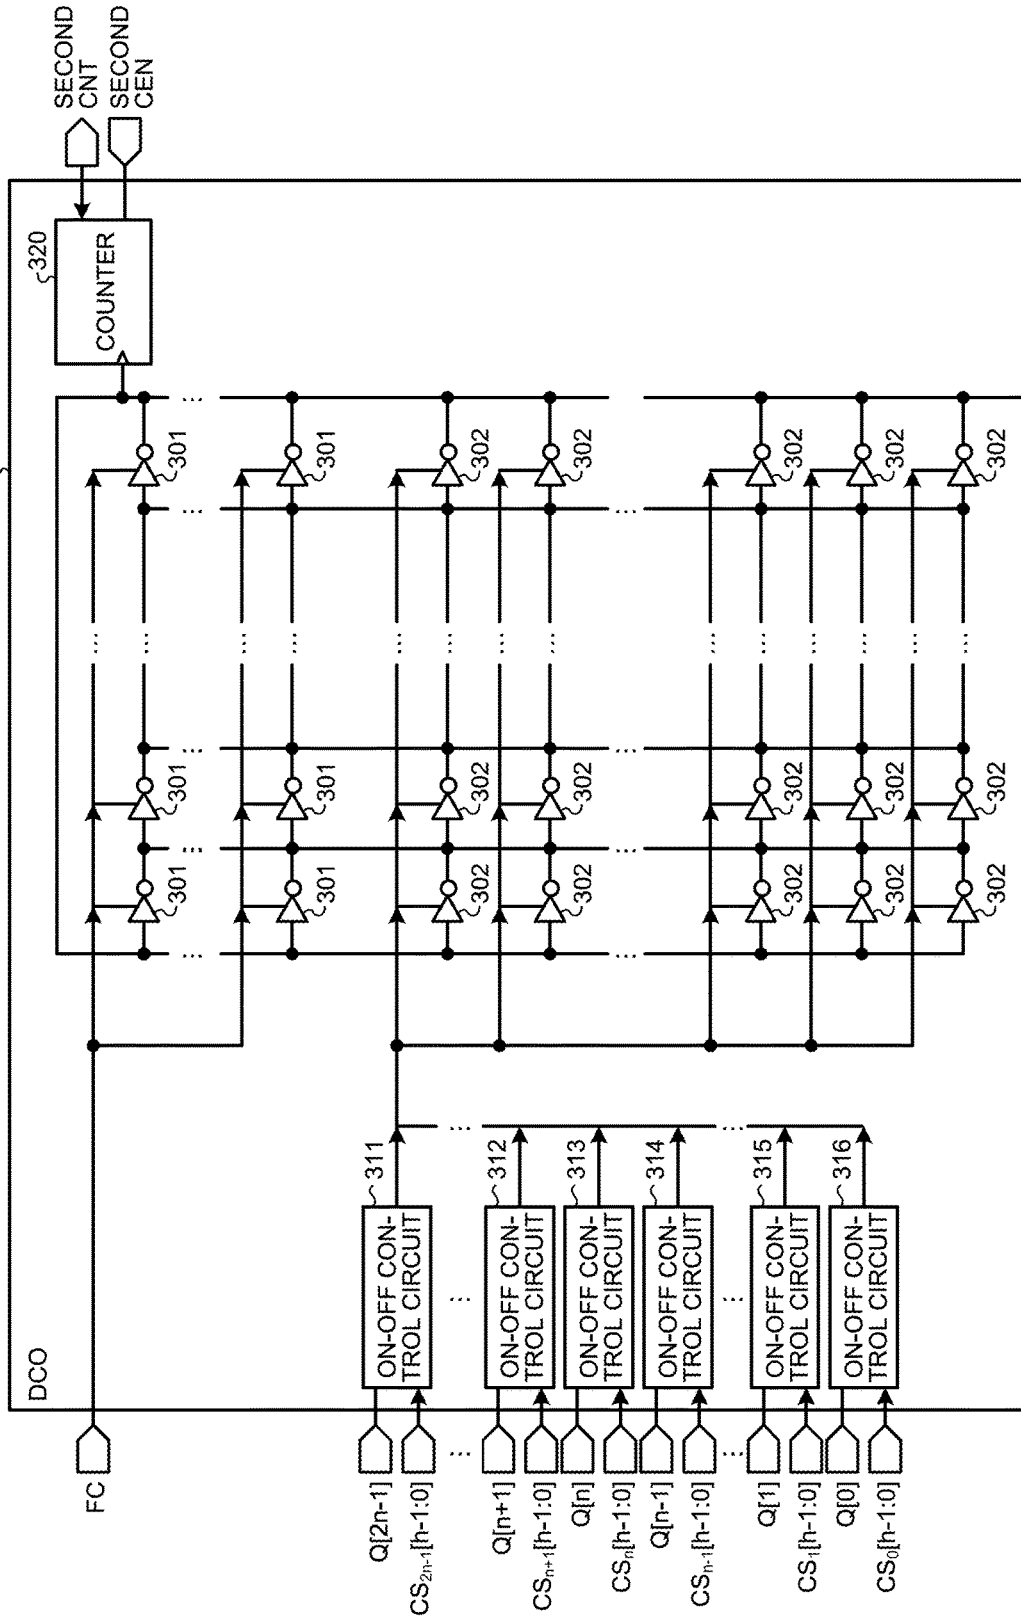 DCO
FC
Q[2n-1]
CS2n-1[h-1:0]
...
Q[n+1]
CSn+1[h-1:0]
Q[n]
CSn[h-1:0]
Q[n-1]
CSn-1[h-1:0]
...
Q[1]
CS1[h-1:0]
Q[0]
CS0[h-1:0]
ON-OFF CON-
TROL CIRCUIT
311
...
ON-OFF CON-
TROL CIRCUIT
312
ON-OFF CON-
TROL CIRCUIT
313
ON-OFF CON-
TROL CIRCUIT
314
...
ON-OFF CON-
TROL CIRCUIT
315
ON-OFF CON-
TROL CIRCUIT
316
301 301 ... 301
301 301 ... 301
302 302 ... 302
302 302 ... 302
302 302 ... 302
302 302 ... 302
302 302 ... 302
COUNTER
320
SECOND
CNT
SECOND
CEN